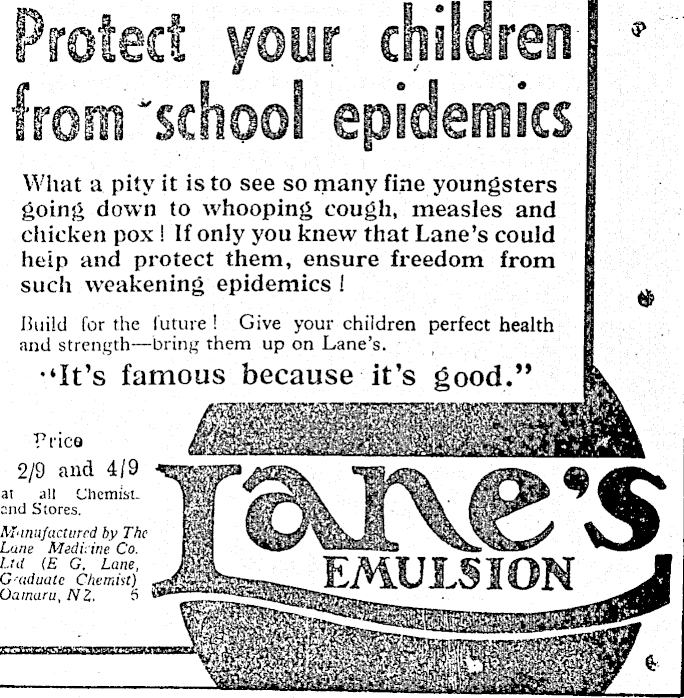 Protect your children
from school epidemics
What a pity it is to see so many fine youngsters
going down to whooping cough, measles and
chicken pox! If only you knew that Lane's could
help and protect them, ensure freedom from
such weakening epidemics!
Build for the future! Give your children perfect health
and strength—bring them up on Lane's.
"It's famous because it's good."
Price
2/9 and 4/9
at all Chemist
and Stores.
Manufactured by The
Lane Medicine Co.
Ltd (E G. Lane,
Graduate Chemist)
Oamaru, N Z. 6
Lane's
EMULSION